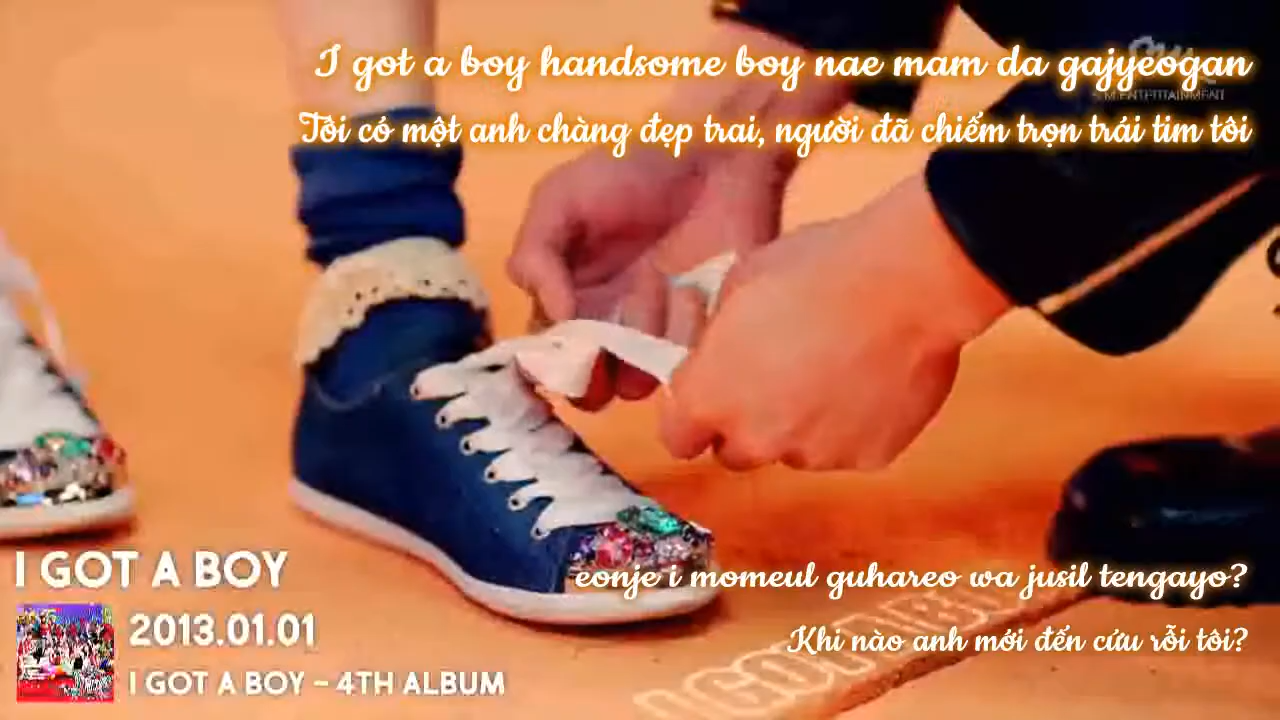 I got a boy handsome boy nae mam da gajyeogan
S.M.ENTERTAINMENT
Tôi có một anh chàng đẹp trai, người đã chiếm trọn trái tim tôi
eonje i momeul guhareo wa jusil tengayo?
Khi nào anh mới đến cứu rỗi tôi?
I GOT A BOY
2013.01.01
I GOT A BOY - 4TH ALBUM